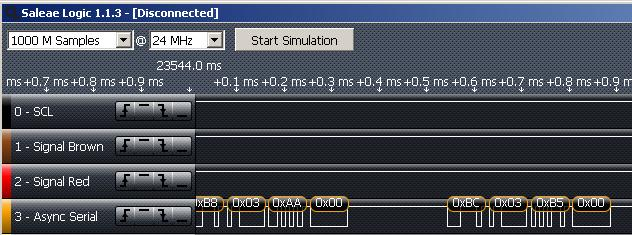 Saleae Logic 1.1.3 - [Disconnected]
1000 M Samples @ 24 MHz Start Simulation
23544.0 ms
ms +0.7 ms +0.8 ms +0.9 ms +0.1 ms +0.2 ms +0.3 ms +0.4 ms +0.5 ms +0.6 ms +0.7 ms +0.8 ms +0.9 m
0 - SCL
1 - Signal Brown
2 - Signal Red
3 - Async Serial 0xB8 0x03 0xAA 0x00 0xBC 0x03 0xB5 0x00